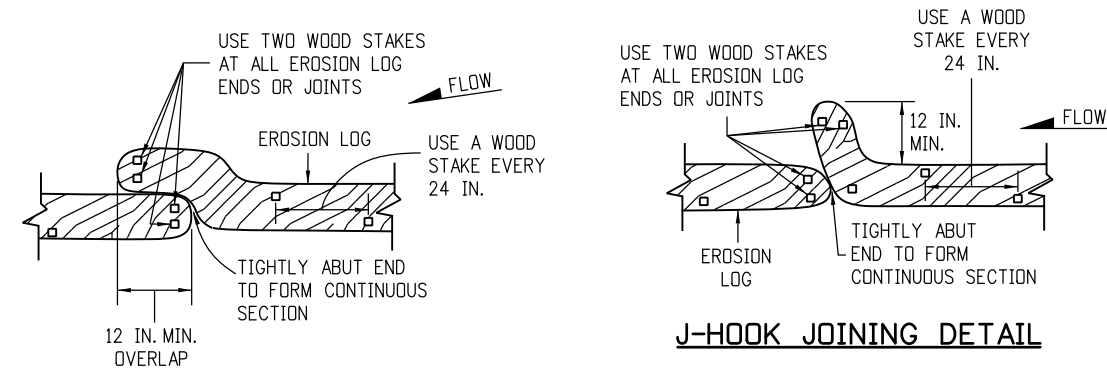 USE TWO WOOD STAKES
AT ALL EROSION LOG
ENDS OR JOINTS
FLOW
EROSION LOG
USE A WOOD
STAKE EVERY
24 IN.
TIGHTLY ABUT END
TO FORM CONTINUOUS
SECTION
12 IN. MIN.
OVERLAP
USE A WOOD
STAKE EVERY
24 IN.
USE TWO WOOD STAKES
AT ALL EROSION LOG
ENDS OR JOINTS
12 IN.
MIN.
FLOW
EROSION
LOG
TIGHTLY ABUT
END TO FORM
CONTINUOUS SECTION
J-HOOK JOINING DETAIL